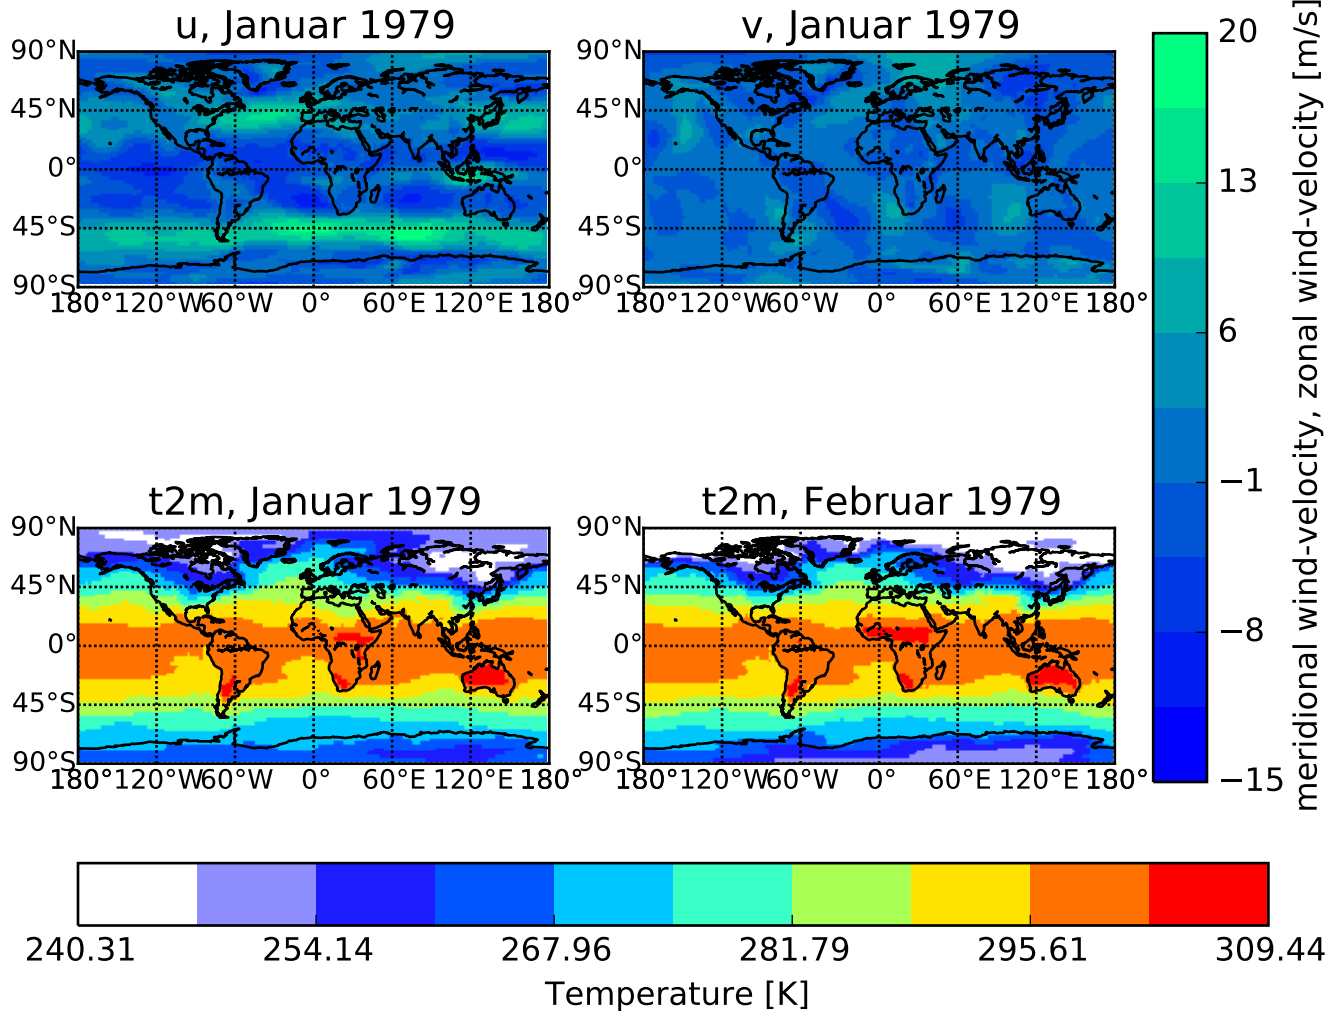 u, Januar 1979
v, Januar 1979
90°N
45°N
0°
45°S
90°S
180°
120°W
60°W
0°
60°E
120°E
180°
90°N
45°N
0°
45°S
90°S
180°
120°W
60°W
0°
60°E
120°E
180°
20
13
6
−1
−8
−15
meridional wind-velocity, zonal wind-velocity [m/s]
t2m, Januar 1979
t2m, Februar 1979
90°N
45°N
0°
45°S
90°S
180°
120°W
60°W
0°
60°E
120°E
180°
90°N
45°N
0°
45°S
90°S
180°
120°W
60°W
0°
60°E
120°E
180°
240.31
254.14
267.96
281.79
295.61
309.44
Temperature [K]